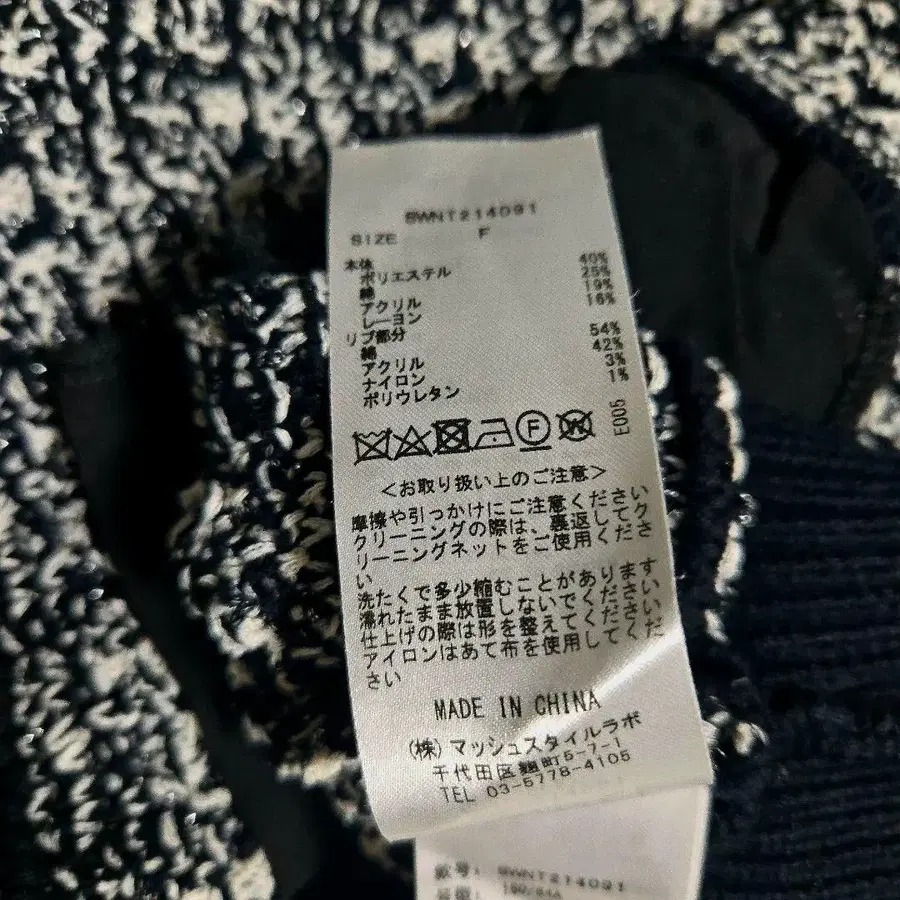 SWNT214091
SIZE F
本体
ポリエステル 40%
綿 25%
アクリル 19%
レーヨン 16%
リブ部分
綿 54%
アクリル 42%
ナイロン 3%
ポリウレタン 1%
F W
E005
<お取り扱い上のご注意>
摩擦や引っかけにご注意ください
クリーニングの際は、裏返してク
リーニングネットをご使用くださ
い
洗たくで多少縮むことがあります
濡れたまま放置しないでください
仕上げの際は形を整えてください
アイロンはあて布を使用してくだ
さい
MADE IN CHINA
(株)マッシュスタイルラボ
千代田区麹町5-7-1
TEL 03-5778-4105
款号: SWNT214091